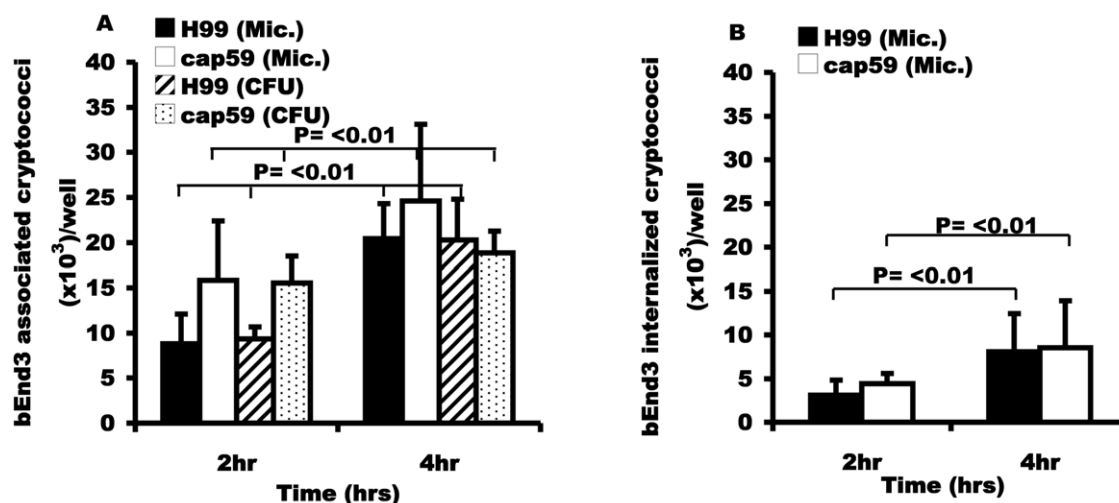 A
H99 (Mic.)
cap59 (Mic.)
H99 (CFU)
cap59 (CFU)
bEnd3 associated cryptococci
(x10³)/well
40
35
30
25
20
15
10
5
0
P= <0.01
P= <0.01
2hr
4hr
Time (hrs)
B
H99 (Mic.)
cap59 (Mic.)
bEnd3 internalized cryptococci
(x10³)/well
40
35
30
25
20
15
10
5
0
P= <0.01
P= <0.01
2hr
4hr
Time (hrs)